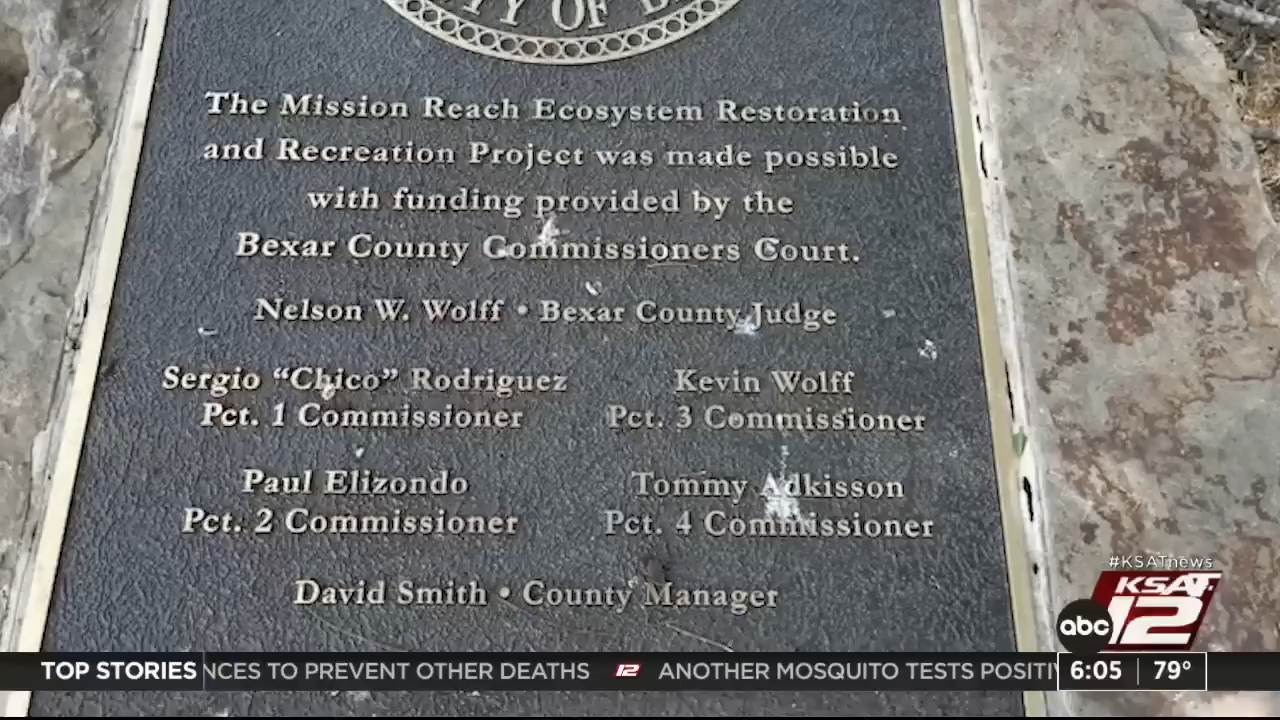 TY OF B
The Mission Reach Ecosystem Restoration
and Recreation Project was made possible
with funding provided by the
Bexar County Commissioners Court.
Nelson W. Wolff • Bexar County Judge
Sergio “Chico” Rodriguez
Pct. 1 Commissioner
Kevin Wolff
Pct. 3 Commissioner
Paul Elizondo
Pct. 2 Commissioner
Tommy Adkisson
Pct. 4 Commissioner
David Smith • County Manager
#KSATnews
KSAT
abc 12
TOP STORIES NCES TO PREVENT OTHER DEATHS 12 ANOTHER MOSQUITO TESTS POSITI 6:05 79°